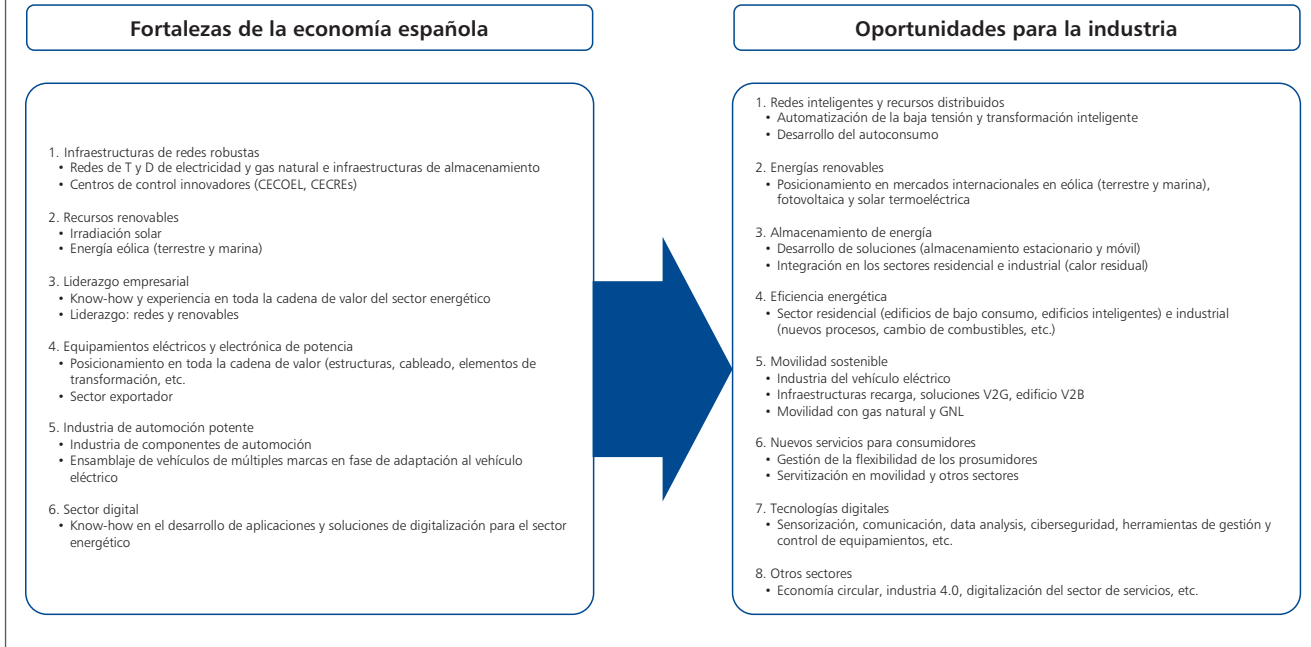 Fortalezas de la economía española
1. Infraestructuras de redes robustas
• Redes de T y D de electricidad y gas natural e infraestructuras de almacenamiento
• Centros de control innovadores (CECOEL, CECREs)
2. Recursos renovables
• Irradiación solar
• Energía eólica (terrestre y marina)
3. Liderazgo empresarial
• Know-how y experiencia en toda la cadena de valor del sector energético
• Liderazgo: redes y renovables
4. Equipamientos eléctricos y electrónica de potencia
• Posicionamiento en toda la cadena de valor (estructuras, cableado, elementos de
transformación, etc.
• Sector exportador
5. Industria de automoción potente
• Industria de componentes de automoción
• Ensamblaje de vehículos de múltiples marcas en fase de adaptación al vehículo
eléctrico
6. Sector digital
• Know-how en el desarrollo de aplicaciones y soluciones de digitalización para el sector
energético
Oportunidades para la industria
1. Redes inteligentes y recursos distribuidos
• Automatización de la baja tensión y transformación inteligente
• Desarrollo del autoconsumo
2. Energías renovables
• Posicionamiento en mercados internacionales en eólica (terrestre y marina),
fotovoltaica y solar termoeléctrica
3. Almacenamiento de energía
• Desarrollo de soluciones (almacenamiento estacionario y móvil)
• Integración en los sectores residencial e industrial (calor residual)
4. Eficiencia energética
• Sector residencial (edificios de bajo consumo, edificios inteligentes) e industrial
(nuevos procesos, cambio de combustibles, etc.)
5. Movilidad sostenible
• Industria del vehículo eléctrico
• Infraestructuras recarga, soluciones V2G, edificio V2B
• Movilidad con gas natural y GNL
6. Nuevos servicios para consumidores
• Gestión de la flexibilidad de los prosumidores
• Servitización en movilidad y otros sectores
7. Tecnologías digitales
• Sensorización, comunicación, data analysis, ciberseguridad, herramientas de gestión y
control de equipamientos, etc.
8. Otros sectores
• Economía circular, industria 4.0, digitalización del sector de servicios, etc.